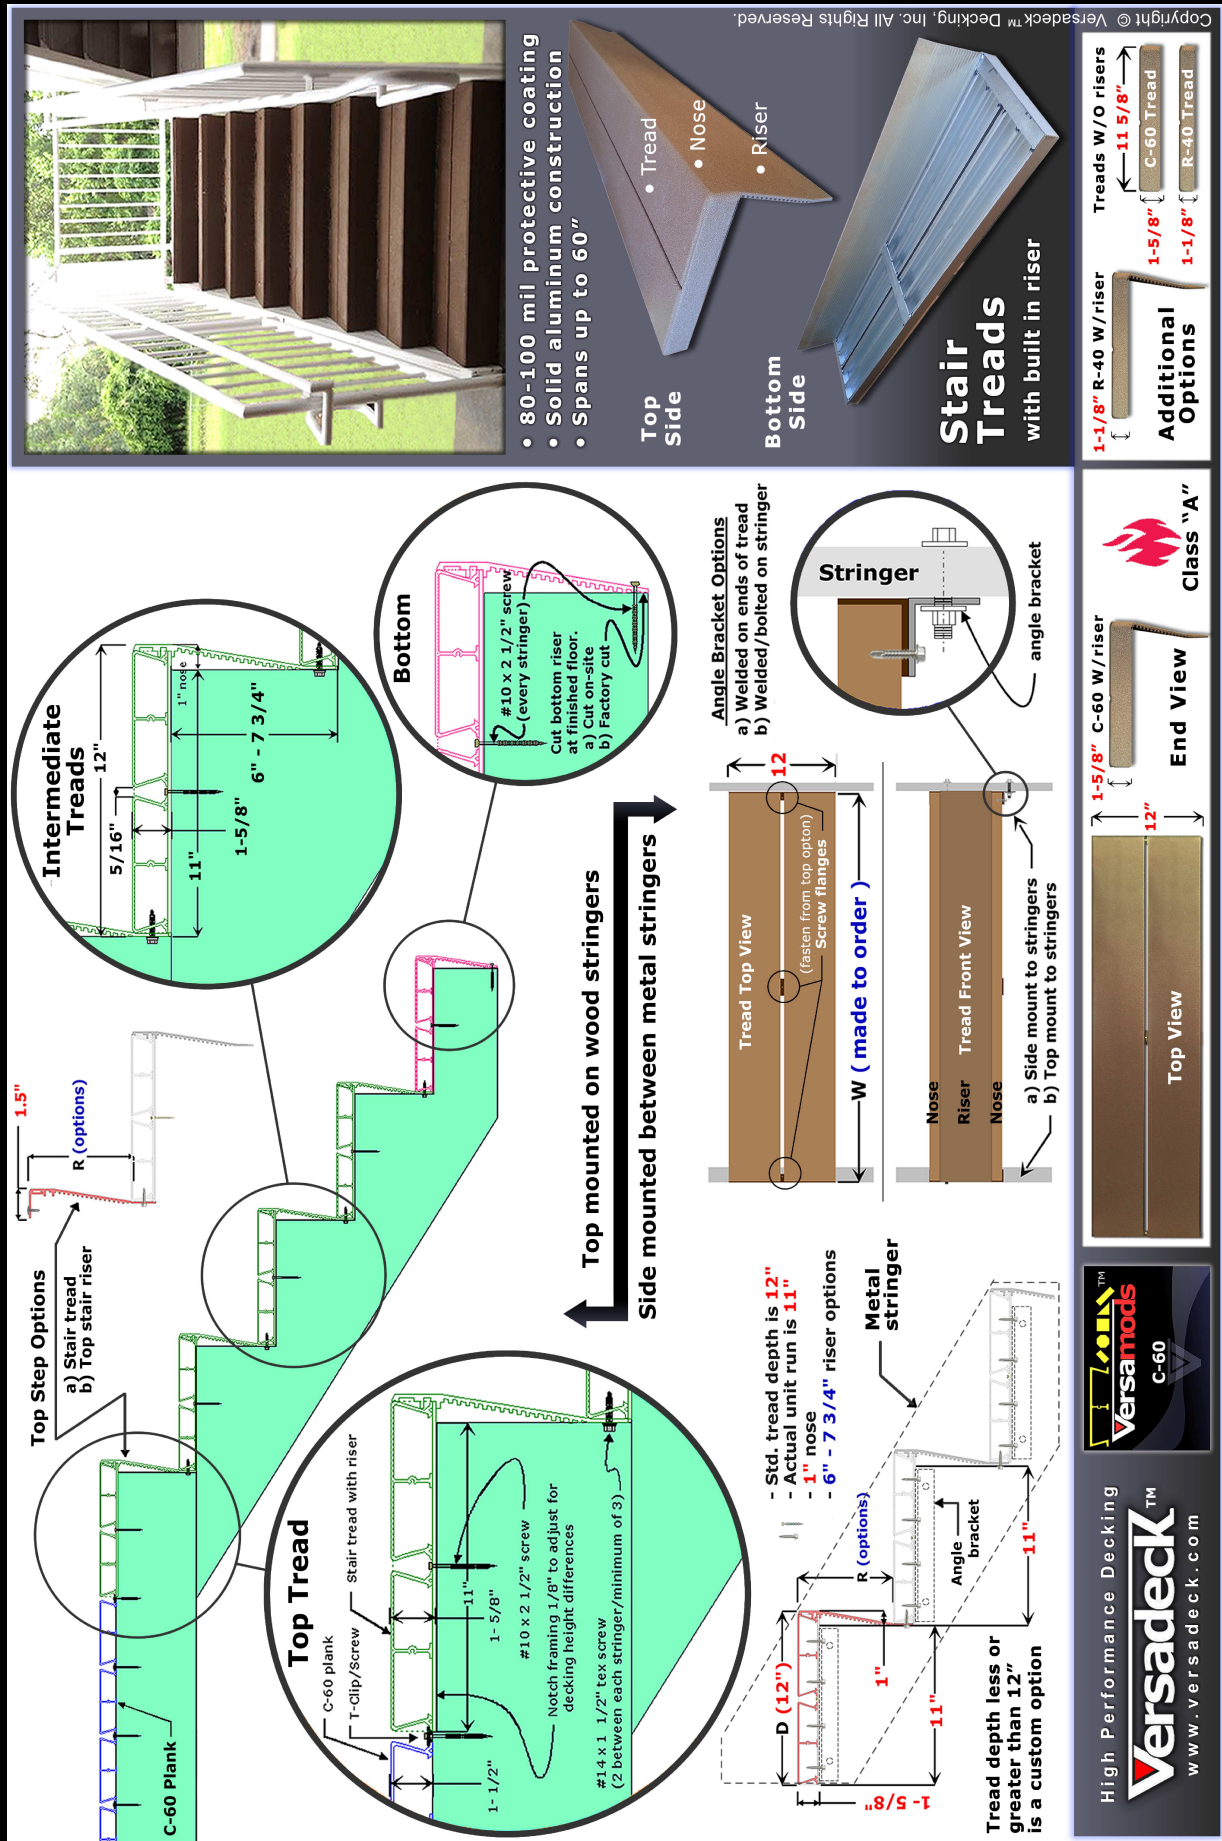 Top Step Options
a) Stair tread
b) Top stair riser
1.5"
R (options)
C-60 Plank
Intermediate
Treads
12"
5/16"
1" nose
11"
6" - 7 3/4"
1-5/8"
Bottom
#10 x 2 1/2" screw
(every stringer)
Cut bottom riser
at finished floor.
a) Cut on-site
b) Factory cut
Top Tread
C-60 plank
T-Clip/Screw
Stair tread with riser
1- 1/2"
11"
1- 5/8"
#10 x 2 1/2" screw
Notch framing 1/8" to adjust for
decking height differences
#14 x 1 1/2" tex screw
(2 between each stringer/minimum of 3)
Top mounted on wood stringers
Side mounted between metal stringers
- Std. tread depth is 12"
- Actual unit run is 11"
- 1" nose
- 6" - 7 3/4" riser options
Metal
stringer
D (12")
R (options)
1"
11"
11"
1- 5/8"
Angle
bracket
Tread depth less or
greater than 12"
is a custom option
Tread Top View
12
(fasten from top opton)
Screw flanges
W ( made to order )
Nose
Riser
Nose
Tread Front View
a) Side mount to stringers
b) Top mount to stringers
Angle Bracket Options
a) Welded on ends of tread
b) Welded/bolted on stringer
Stringer
angle bracket
• 80-100 mil protective coating
• Solid aluminum construction
• Spans up to 60”
Top
Side
• Tread
• Nose
• Riser
Bottom
Side
Stair
Treads
with built in riser
Copyright © Versadeck™ Decking, Inc. All Rights Reserved.
High Performance Decking
VersadecK™
www.versadeck.com
Versamods™
C-60
Top View
12”
1-5/8” C-60 W/riser
End View
Class “A”
1-1/8” R-40 W/riser
Additional
Options
Treads W/O risers
11 5/8”
C-60 Tread
1-5/8”
R-40 Tread
1-1/8”